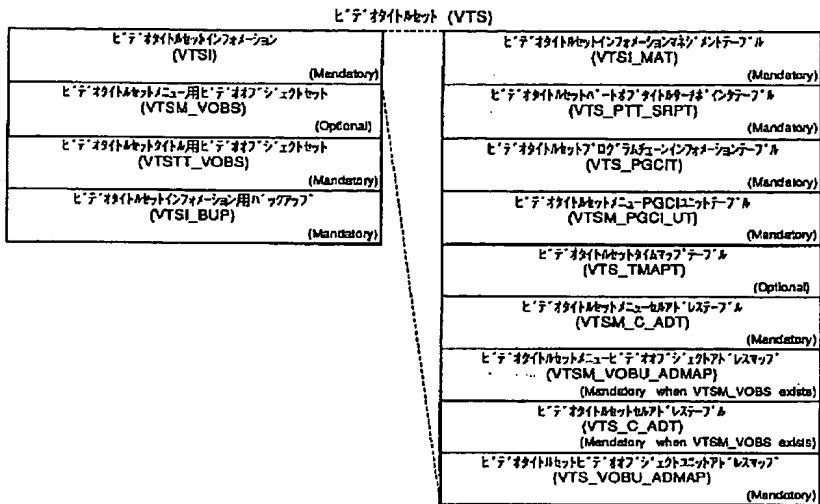 ﾋﾞﾃﾞｵﾀｲﾄﾙｾｯﾄ (VTS)
ﾋﾞﾃﾞｵﾀｲﾄﾙｾｯﾄｲﾝﾌｫﾒｰｼｮﾝ
(VTSI)
(Mandatory)
ﾋﾞﾃﾞｵﾀｲﾄﾙｾｯﾄﾒﾆｭｰ用ﾋﾞﾃﾞｵｵﾌﾞｼﾞｪｸﾄｾｯﾄ
(VTSM_VOBS)
(Optional)
ﾋﾞﾃﾞｵﾀｲﾄﾙｾｯﾄﾀｲﾄﾙ用ﾋﾞﾃﾞｵｵﾌﾞｼﾞｪｸﾄｾｯﾄ
(VTSTT_VOBS)
(Mandatory)
ﾋﾞﾃﾞｵﾀｲﾄﾙｾｯﾄｲﾝﾌｫﾒｰｼｮﾝ用ﾊﾞｯｸｱｯﾌﾟ
(VTSI_BUP)
(Mandatory)
ﾋﾞﾃﾞｵﾀｲﾄﾙｾｯﾄｲﾝﾌｫﾒｰｼｮﾝﾏﾈｼﾞﾒﾝﾄﾃｰﾌﾞﾙ
(VTSI_MAT)
(Mandatory)
ﾋﾞﾃﾞｵﾀｲﾄﾙｾｯﾄﾊﾟｰﾄｵﾌﾞﾀｲﾄﾙｻｰﾁﾎﾟｲﾝﾀﾃｰﾌﾞﾙ
(VTS_PTT_SRPT)
(Mandatory)
ﾋﾞﾃﾞｵﾀｲﾄﾙｾｯﾄﾌﾟﾛｸﾞﾗﾑﾁｪｰﾝｲﾝﾌｫﾒｰｼｮﾝﾃｰﾌﾞﾙ
(VTS_PGCIT)
(Mandatory)
ﾋﾞﾃﾞｵﾀｲﾄﾙｾｯﾄﾒﾆｭｰPGCIﾕﾆｯﾄﾃｰﾌﾞﾙ
(VTSM_PGCI_UT)
(Mandatory)
ﾋﾞﾃﾞｵﾀｲﾄﾙｾｯﾄﾀｲﾑﾏｯﾌﾟﾃｰﾌﾞﾙ
(VTS_TMAPT)
(Optional)
ﾋﾞﾃﾞｵﾀｲﾄﾙｾｯﾄﾒﾆｭｰｾﾙｱﾄﾞﾚｽﾃｰﾌﾞﾙ
(VTSM_C_ADT)
(Mandatory)
ﾋﾞﾃﾞｵﾀｲﾄﾙｾｯﾄﾒﾆｭｰﾋﾞﾃﾞｵｵﾌﾞｼﾞｪｸﾄｱﾄﾞﾚｽﾏｯﾌﾟ
(VTSM_VOBU_ADMAP)
(Mandatory when VTSM_VOBS exists)
ﾋﾞﾃﾞｵﾀｲﾄﾙｾｯﾄｾﾙｱﾄﾞﾚｽﾃｰﾌﾞﾙ
(VTS_C_ADT)
(Mandatory when VTSM_VOBS exists)
ﾋﾞﾃﾞｵﾀｲﾄﾙｾｯﾄﾋﾞﾃﾞｵｵﾌﾞｼﾞｪｸﾄﾕﾆｯﾄｱﾄﾞﾚｽﾏｯﾌﾟ
(VTS_VOBU_ADMAP)
(Mandatory)